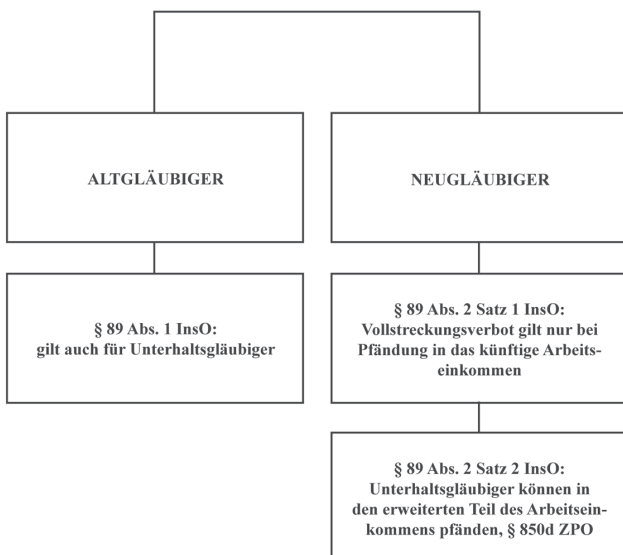 ALTGLÄUBIGER
NEUGLÄUBIGER
§ 89 Abs. 1 InsO:
gilt auch für Unterhaltsgläubiger
§ 89 Abs. 2 Satz 1 InsO:
Vollstreckungsverbot gilt nur bei
Pfändung in das künftige Arbeits-
einkommen
§ 89 Abs. 2 Satz 2 InsO:
Unterhaltsgläubiger können in
den erweiterten Teil des Arbeitsein-
kommens pfänden, § 850d ZPO